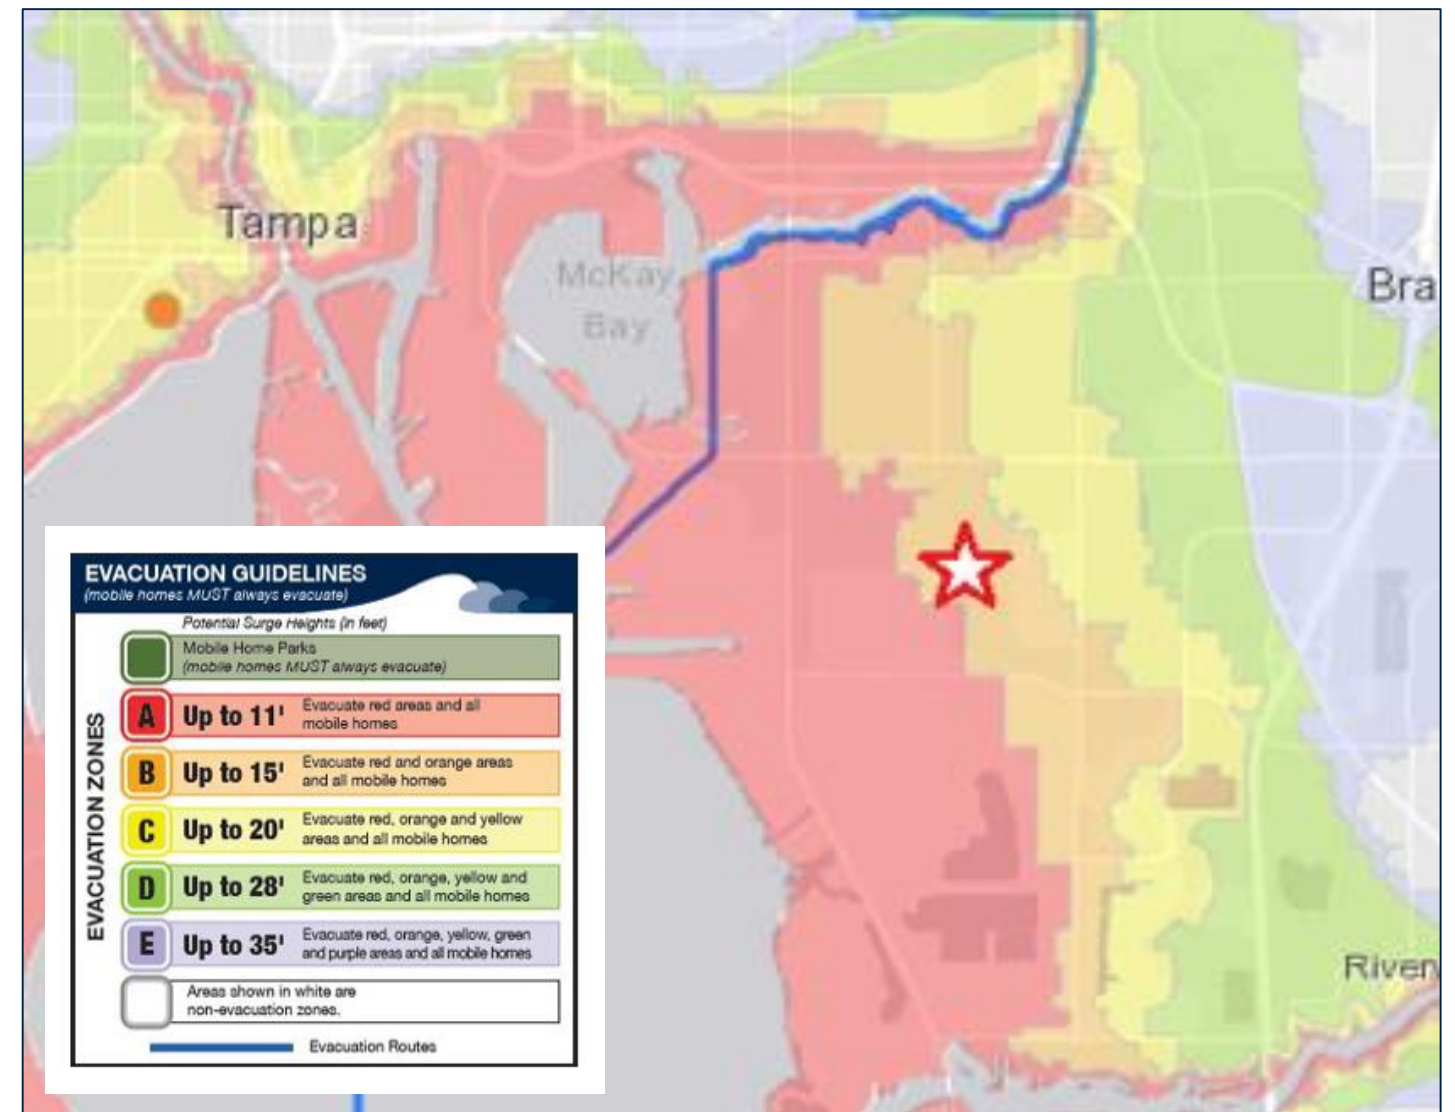 Tampa
McKay
Bay
Bra
EVACUATION GUIDELINES
(mobile homes MUST always evacuate)
Potential Surge Heights (in feet)
Mobile Home Parks
(mobile homes MUST always evacuate)
EVACUATION ZONES
A Up to 11' Evacuate red areas and all
mobile homes
B Up to 15' Evacuate red and orange areas
and all mobile homes
C Up to 20' Evacuate red, orange and yellow
areas and all mobile homes
D Up to 28' Evacuate red, orange, yellow and
green areas and all mobile homes
E Up to 35' Evacuate red, orange, yellow, green
and purple areas and all mobile homes
Areas shown in white are
non-evacuation zones.
Evacuation Routes
River